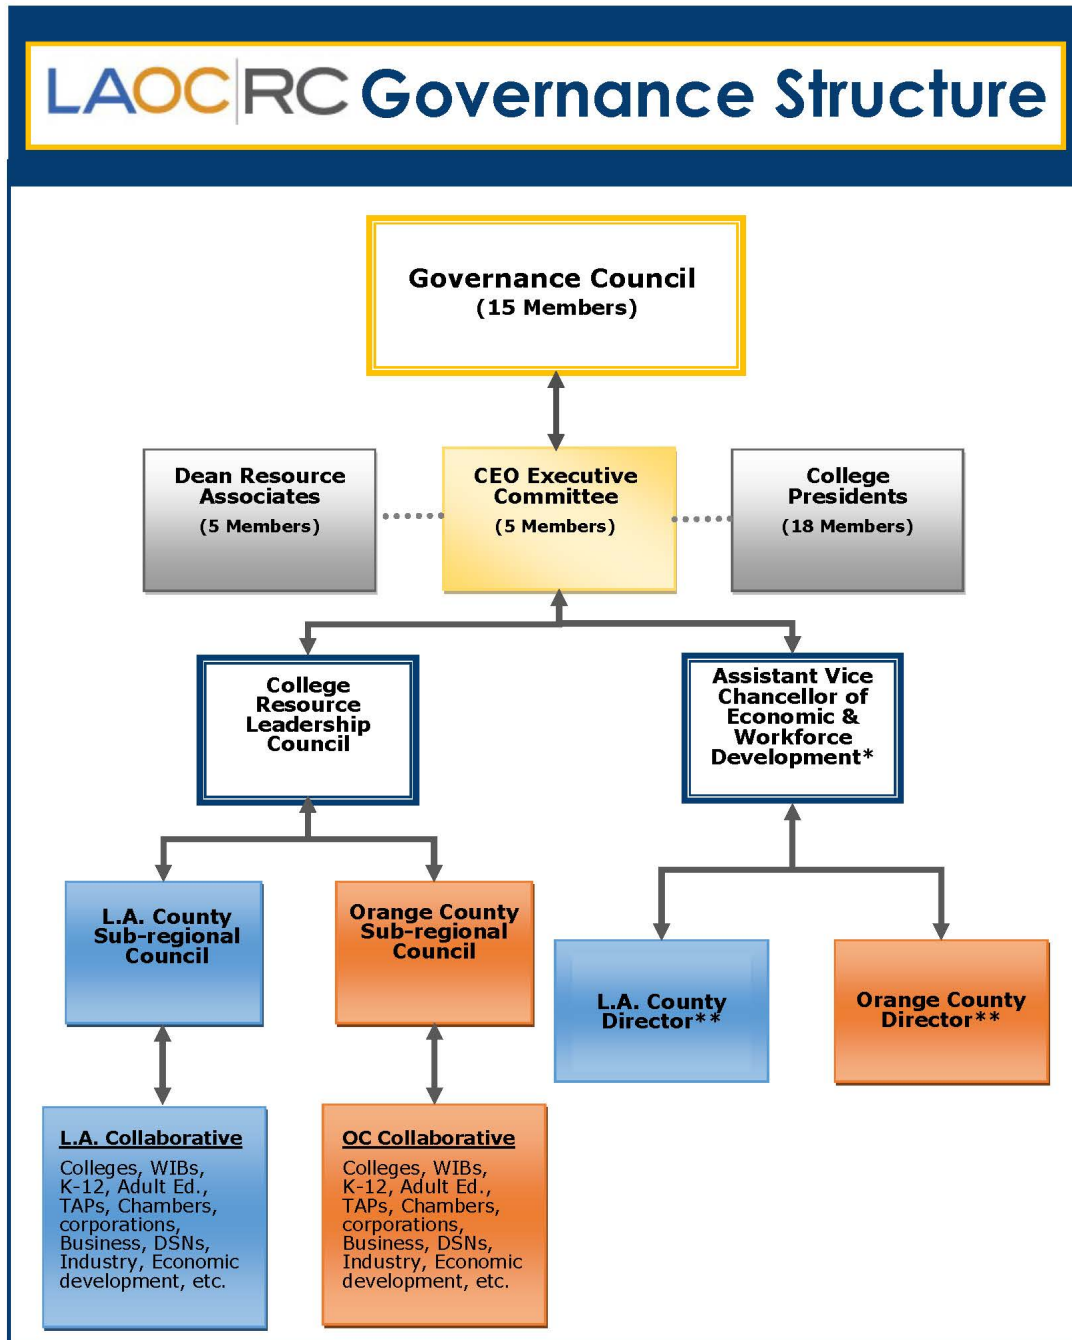 LAOC|RC Governance Structure
Governance Council
(15 Members)
Dean Resource
Associates
(5 Members)
CEO Executive
Committee
(5 Members)
College
Presidents
(18 Members)
College
Resource
Leadership
Council
Assistant Vice
Chancellor of
Economic &
Workforce
Development*
L.A. County
Sub-regional
Council
Orange County
Sub-regional
Council
L.A. County
Director**
Orange County
Director**
L.A. Collaborative
Colleges, WIBs,
K-12, Adult Ed.,
TAPs, Chambers,
corporations,
Business, DSNs,
Industry, Economic
development, etc.
OC Collaborative
Colleges, WIBs,
K-12, Adult Ed.,
TAPs, Chambers,
corporations,
Business, DSNs,
Industry, Economic
development, etc.